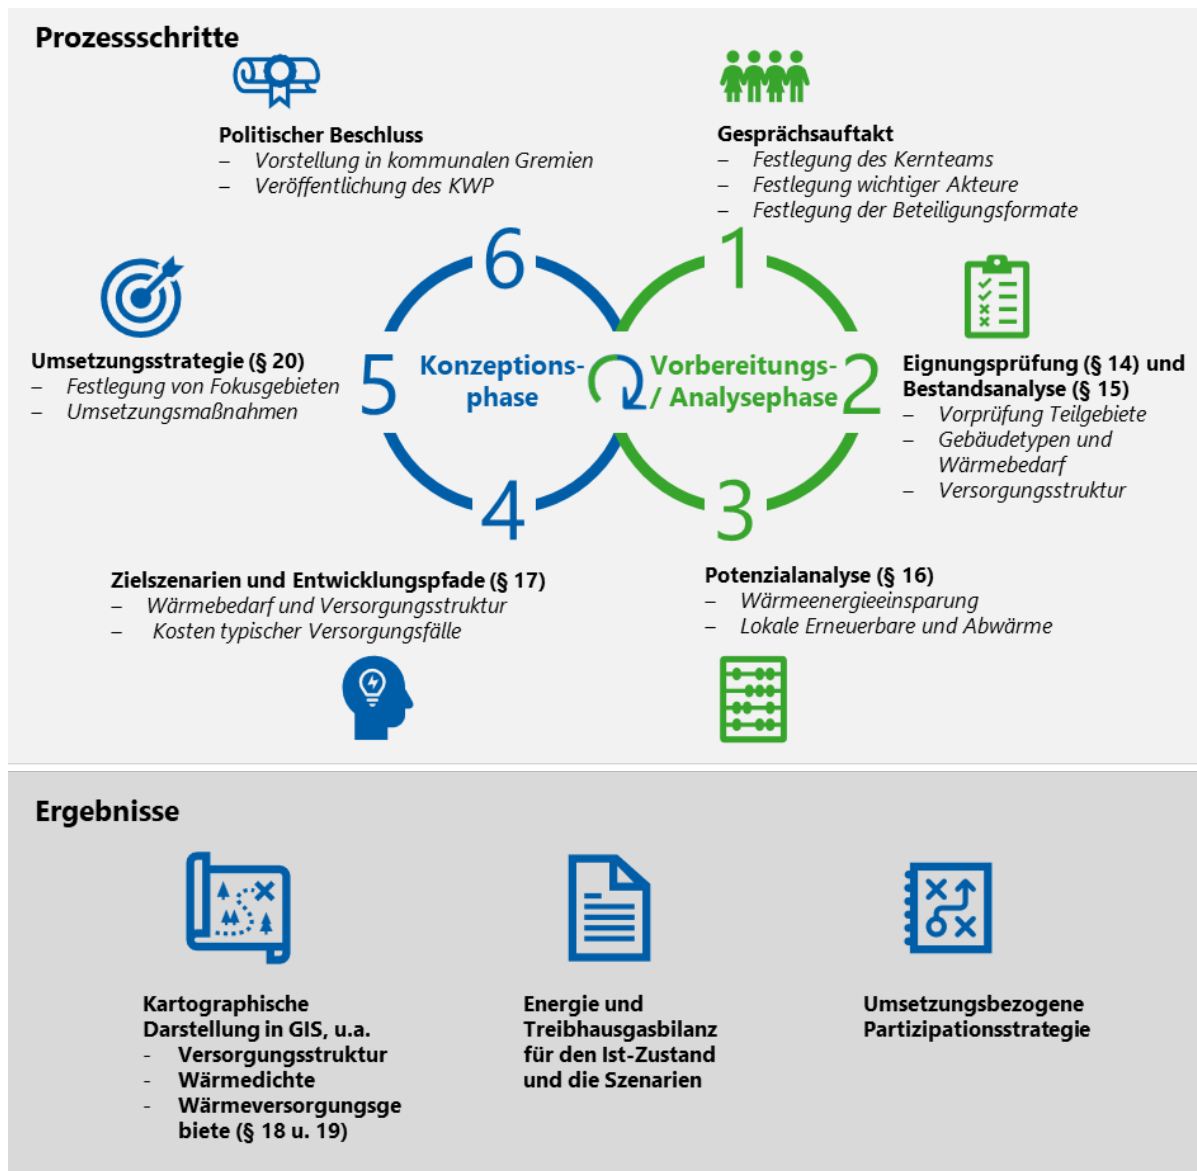 Prozessschritte
Politischer Beschluss
– Vorstellung in kommunalen Gremien
– Veröffentlichung des KWP
Gesprächsauftakt
– Festlegung des Kernteams
– Festlegung wichtiger Akteure
– Festlegung der Beteiligungsformate
6
1
Umsetzungsstrategie (§ 20)
– Festlegung von Fokusgebieten
– Umsetzungsmaßnahmen
5
Konzeptions-
phase
Vorbereitungs-
/ Analysephase
2
Eignungsprüfung (§ 14) und
Bestandsanalyse (§ 15)
– Vorprüfung Teilgebiete
– Gebäudetypen und
Wärmebedarf
– Versorgungsstruktur
4
3
Zielszenarien und Entwicklungspfade (§ 17)
– Wärmebedarf und Versorgungsstruktur
– Kosten typischer Versorgungsfälle
Potenzialanalyse (§ 16)
– Wärmeenergieeinsparung
– Lokale Erneuerbare und Abwärme
Ergebnisse
Kartographische
Darstellung in GIS, u.a.
- Versorgungsstruktur
- Wärmedichte
- Wärmeversorgungsge
biete (§ 18 u. 19)
Energie und
Treibhausgasbilanz
für den Ist-Zustand
und die Szenarien
Umsetzungsbezogene
Partizipationsstrategie